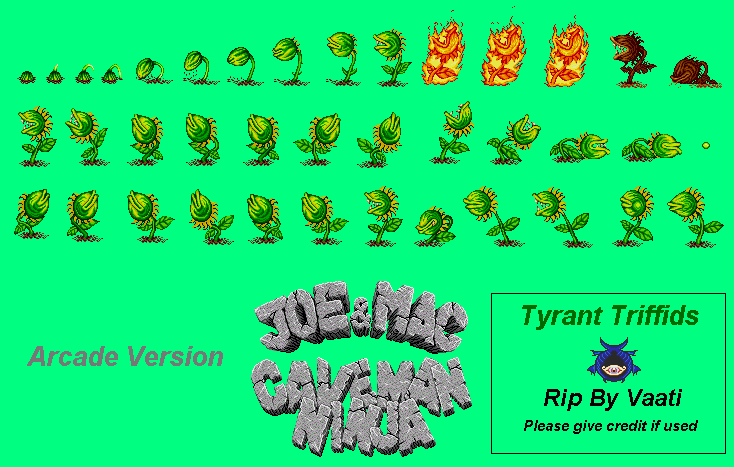 JOE & MAC
CAVEMAN
NINJA
Arcade Version
Tyrant Triffids
Rip By Vaati
Please give credit if used